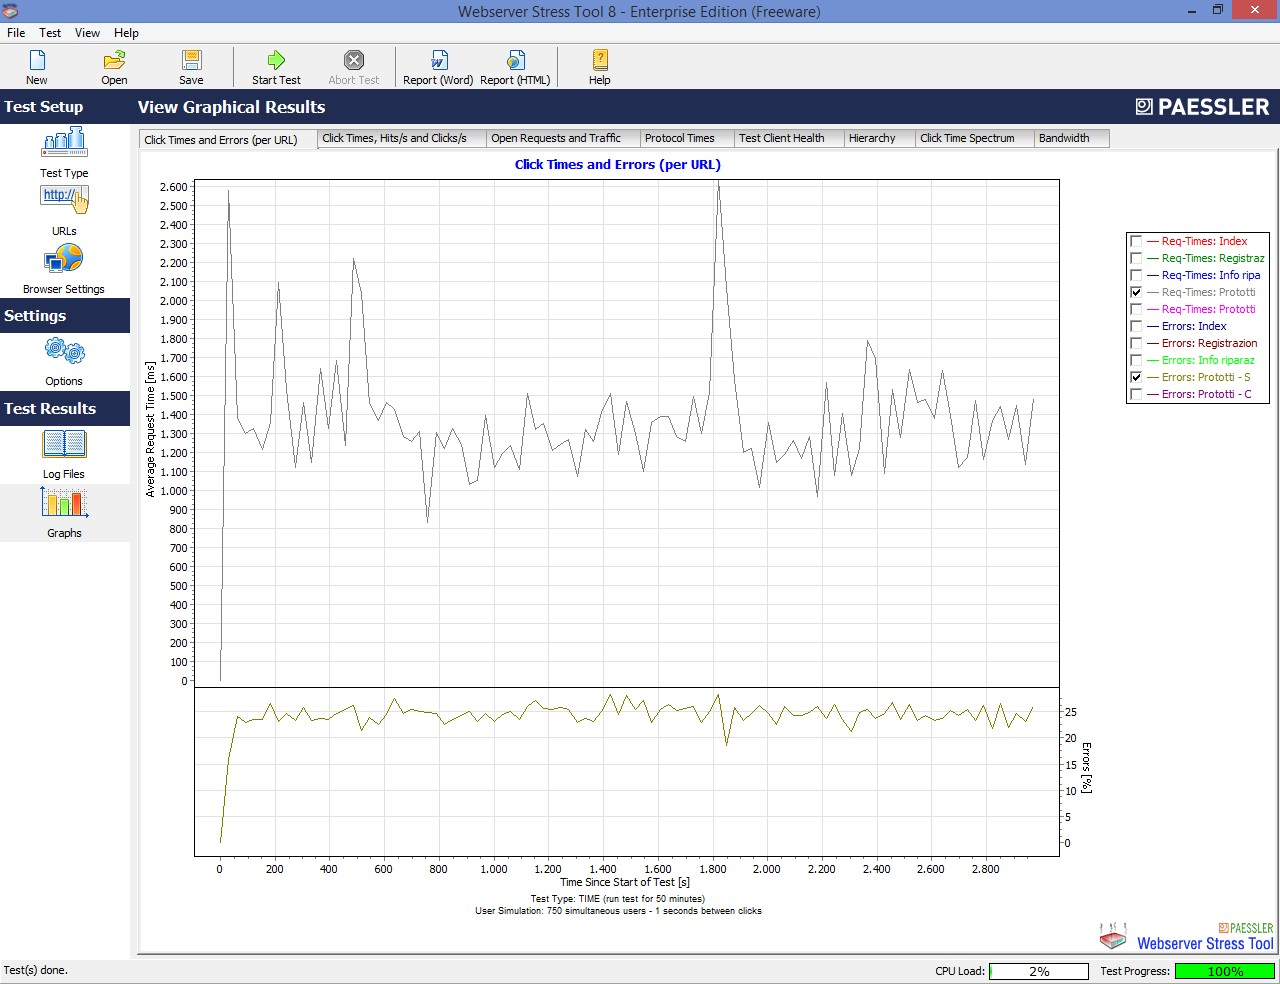 Webserver Stress Tool 8 - Enterprise Edition (Freeware)
File Test View Help
New Open Save Start Test Abort Test Report (Word) Report (HTML) Help
Test Setup
View Graphical Results
PAESSLER
Test Type
http://
URLs
Browser Settings
Settings
Options
Test Results
Log Files
Graphs
Click Times and Errors (per URL) Click Times, Hits/s and Clicks/s Open Requests and Traffic Protocol Times Test Client Health Hierarchy Click Time Spectrum Bandwidth
Click Times and Errors (per URL)
2.600
2.500
2.400
2.300
2.200
2.100
2.000
1.900
1.800
1.700
1.600
1.500
1.400
1.300
1.200
1.100
1.000
900
800
700
600
500
400
300
200
100
0
Average Request Time [ms]
25
20
15
10
5
0
Errors [%]
0 200 400 600 800 1.000 1.200 1.400 1.600 1.800 2.000 2.200 2.400 2.600 2.800
Time Since Start of Test [s]
Test Type: TIME (run test for 50 minutes)
User Simulation: 750 simultaneous users - 1 seconds between clicks
Req-Times: Index
Req-Times: Registraz
Req-Times: Info ripa
Req-Times: Prototti
Req-Times: Prototti
Errors: Index
Errors: Registrazion
Errors: Info riparaz
Errors: Prototti - S
Errors: Prototti - C
PAESSLER
Webserver Stress Tool
Test(s) done.
CPU Load: 2% Test Progress: 100%